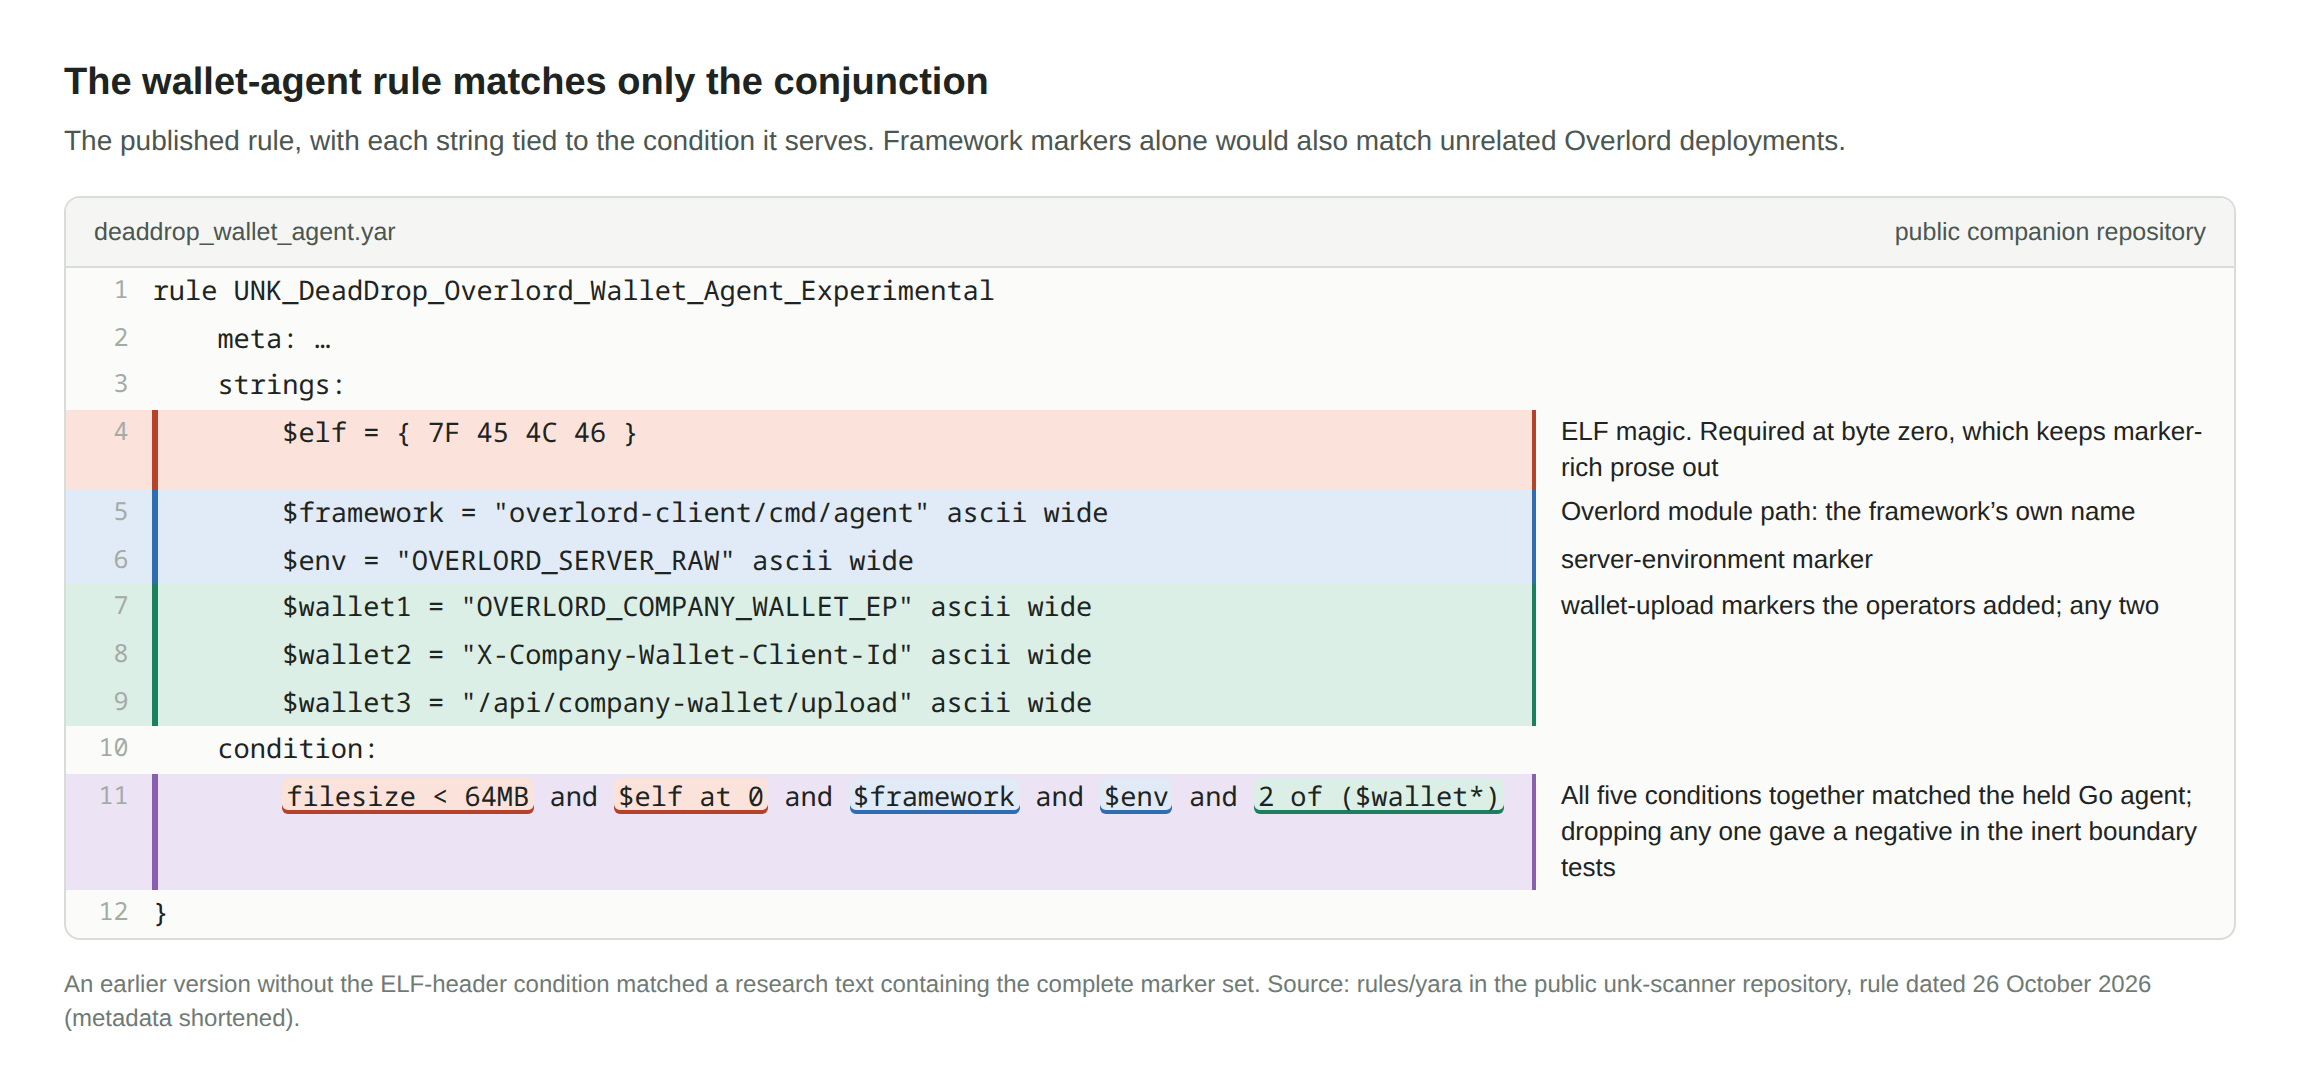 The wallet-agent rule matches only the conjunction
The published rule, with each string tied to the condition it serves. Framework markers alone would also match unrelated Overlord deployments.
deaddrop_wallet_agent.yar
public companion repository
1 rule UNK_DeadDrop_Overlord_Wallet_Agent_Experimental
2 meta: …
3 strings:
4 $elf = { 7F 45 4C 46 }
ELF magic. Required at byte zero, which keeps marker-
rich prose out
5 $framework = "overlord-client/cmd/agent" ascii wide
Overlord module path: the framework’s own name
6 $env = "OVERLORD_SERVER_RAW" ascii wide
server-environment marker
7 $wallet1 = "OVERLORD_COMPANY_WALLET_EP" ascii wide
wallet-upload markers the operators added; any two
8 $wallet2 = "X-Company-Wallet-Client-Id" ascii wide
9 $wallet3 = "/api/company-wallet/upload" ascii wide
10 condition:
11 filesize < 64MB and $elf at 0 and $framework and $env and 2 of ($wallet*)
All five conditions together matched the held Go agent;
dropping any one gave a negative in the inert boundary
tests
12 }
An earlier version without the ELF-header condition matched a research text containing the complete marker set. Source: rules/yara in the public unk-scanner repository, rule dated 26 October 2026
(metadata shortened).